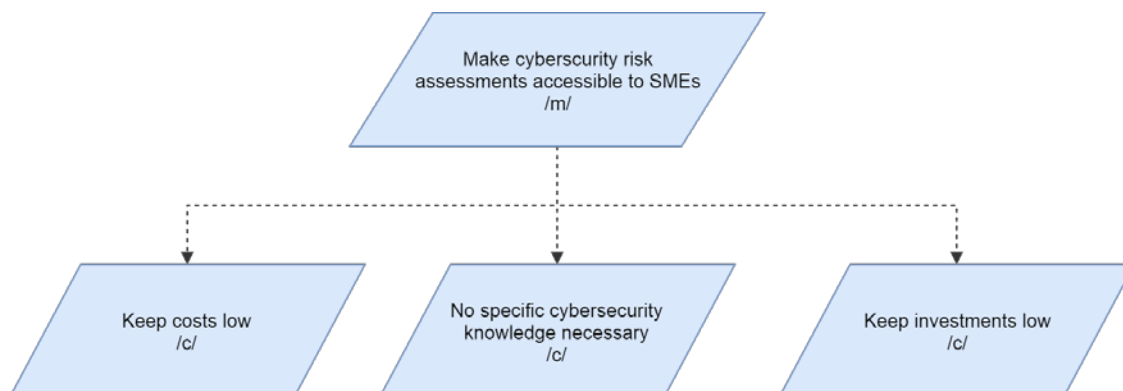 Make cyberscurity risk
assessments accessible to SMEs
/m/
Keep costs low
/c/
No specific cybersecurity
knowledge necessary
/c/
Keep investments low
/c/